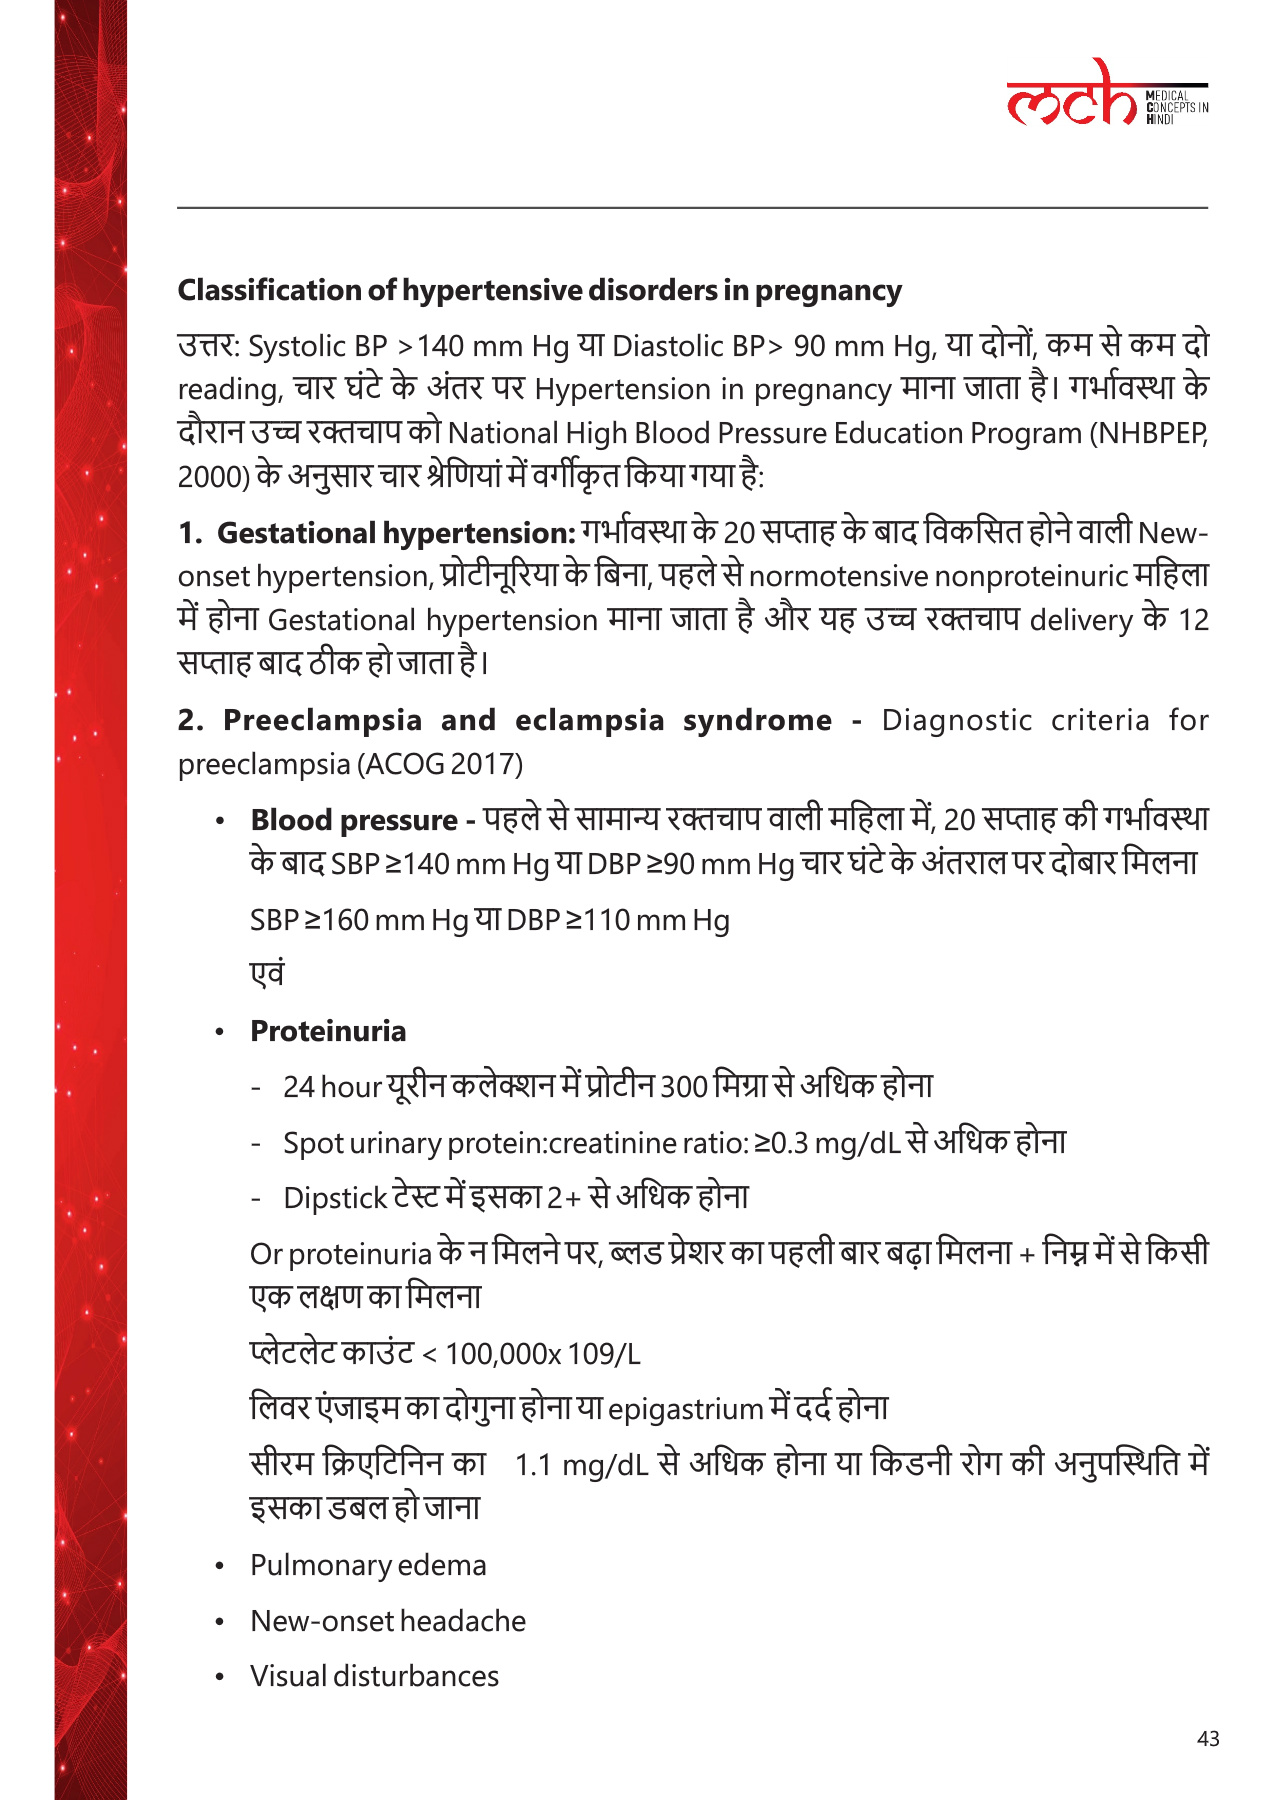 mch MEDICAL
CONCEPTS IN
HINDI
Classification of hypertensive disorders in pregnancy
उत्तर: Systolic BP >140 mm Hg या Diastolic BP> 90 mm Hg, या दोनों, कम से कम दो
reading, चार घंटे के अंतर पर Hypertension in pregnancy माना जाता है। गर्भावस्था के
दौरान उच्च रक्तचाप को National High Blood Pressure Education Program (NHBPEP,
2000) के अनुसार चार श्रेणियां में वर्गीकृत किया गया है:
1. Gestational hypertension: गर्भावस्था के 20 सप्ताह के बाद विकसित होने वाली New-
onset hypertension, प्रोटीनूरिया के बिना, पहले से normotensive nonproteinuric महिला
में होना Gestational hypertension माना जाता है और यह उच्च रक्तचाप delivery के 12
सप्ताह बाद ठीक हो जाता है।
2. Preeclampsia and eclampsia syndrome - Diagnostic criteria for
preeclampsia (ACOG 2017)
• Blood pressure - पहले से सामान्य रक्तचाप वाली महिला में, 20 सप्ताह की गर्भावस्था
के बाद SBP ≥140 mm Hg या DBP ≥90 mm Hg चार घंटे के अंतराल पर दोबार मिलना
SBP ≥160 mm Hg या DBP ≥110 mm Hg
एवं
• Proteinuria
- 24 hour यूरीन कलेक्शन में प्रोटीन 300 मिग्रा से अधिक होना
- Spot urinary protein:creatinine ratio: ≥0.3 mg/dL से अधिक होना
- Dipstick टेस्ट में इसका 2+ से अधिक होना
Or proteinuria के न मिलने पर, ब्लड प्रेशर का पहली बार बढ़ा मिलना + निम्न में से किसी
एक लक्षण का मिलना
प्लेटलेट काउंट < 100,000x 109/L
लिवर एंजाइम का दोगुना होना या epigastrium में दर्द होना
सीरम क्रिएटिनिन का 1.1 mg/dL से अधिक होना या किडनी रोग की अनुपस्थिति में
इसका डबल हो जाना
• Pulmonary edema
• New-onset headache
• Visual disturbances
43